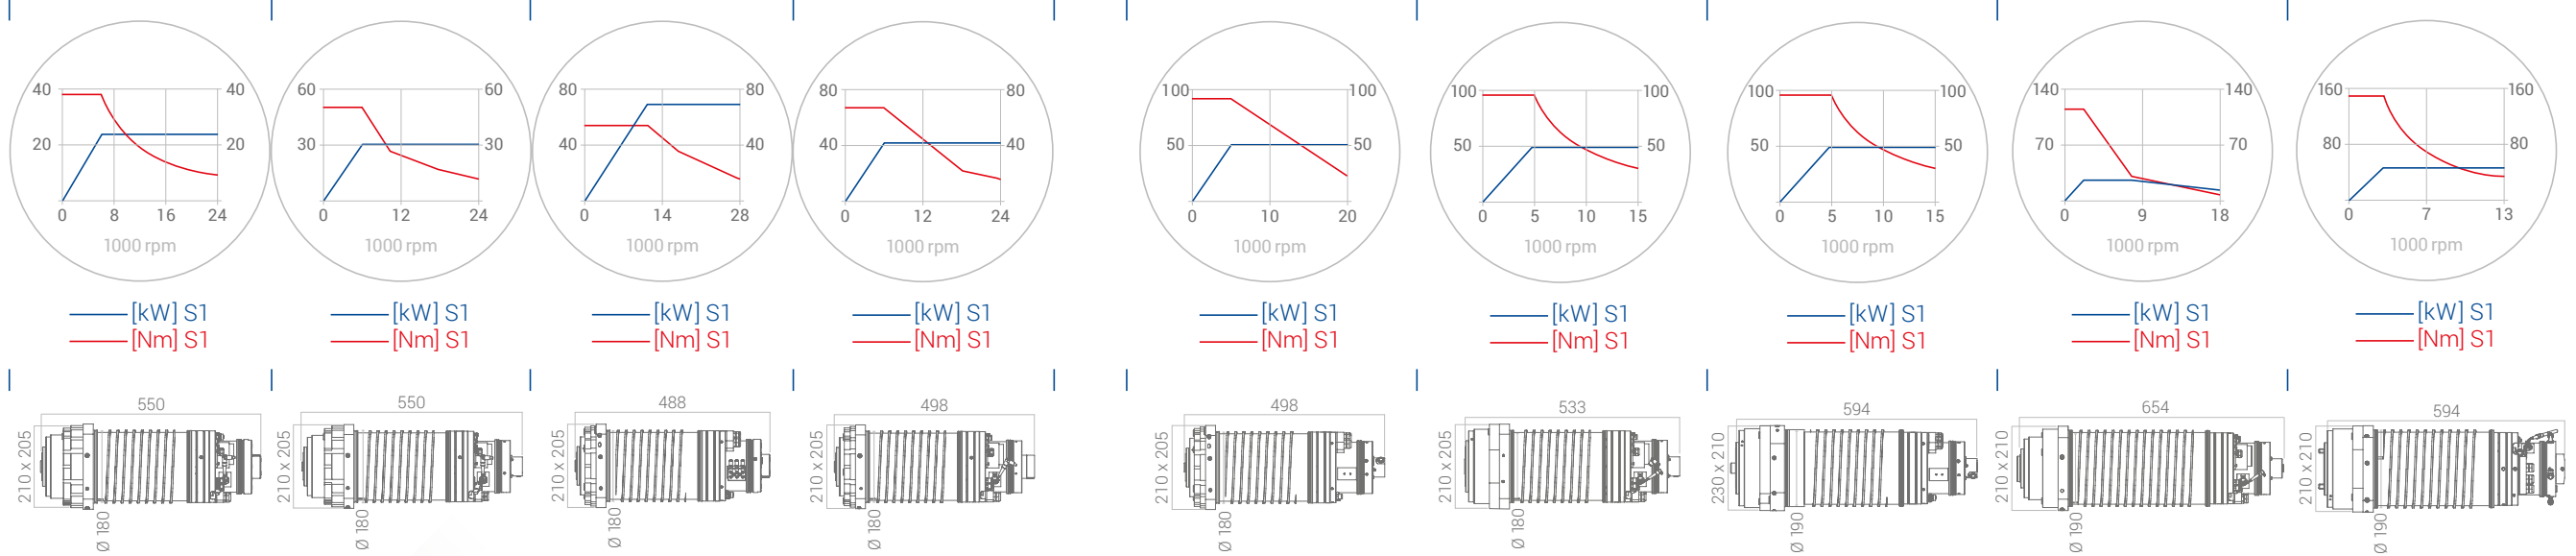 40 40
20 20
0 8 16 24
1000 rpm
[kW] S1
[Nm] S1
60 60
30 30
0 12 24
1000 rpm
[kW] S1
[Nm] S1
80 80
40 40
0 14 28
1000 rpm
[kW] S1
[Nm] S1
80 80
40 40
0 12 24
1000 rpm
[kW] S1
[Nm] S1
100 100
50 50
0 10 20
1000 rpm
[kW] S1
[Nm] S1
100 100
50 50
0 5 10 15
1000 rpm
[kW] S1
[Nm] S1
100 100
50 50
0 5 10 15
1000 rpm
[kW] S1
[Nm] S1
140 140
70 70
0 9 18
1000 rpm
[kW] S1
[Nm] S1
160 160
80 80
0 7 13
1000 rpm
[kW] S1
[Nm] S1
550
210 x 205
Ø 180
550
210 x 205
Ø 180
488
210 x 205
Ø 180
498
210 x 205
Ø 180
498
210 x 205
Ø 180
533
210 x 205
Ø 180
594
230 x 210
Ø 190
654
210 x 210
Ø 190
594
210 x 210
Ø 190